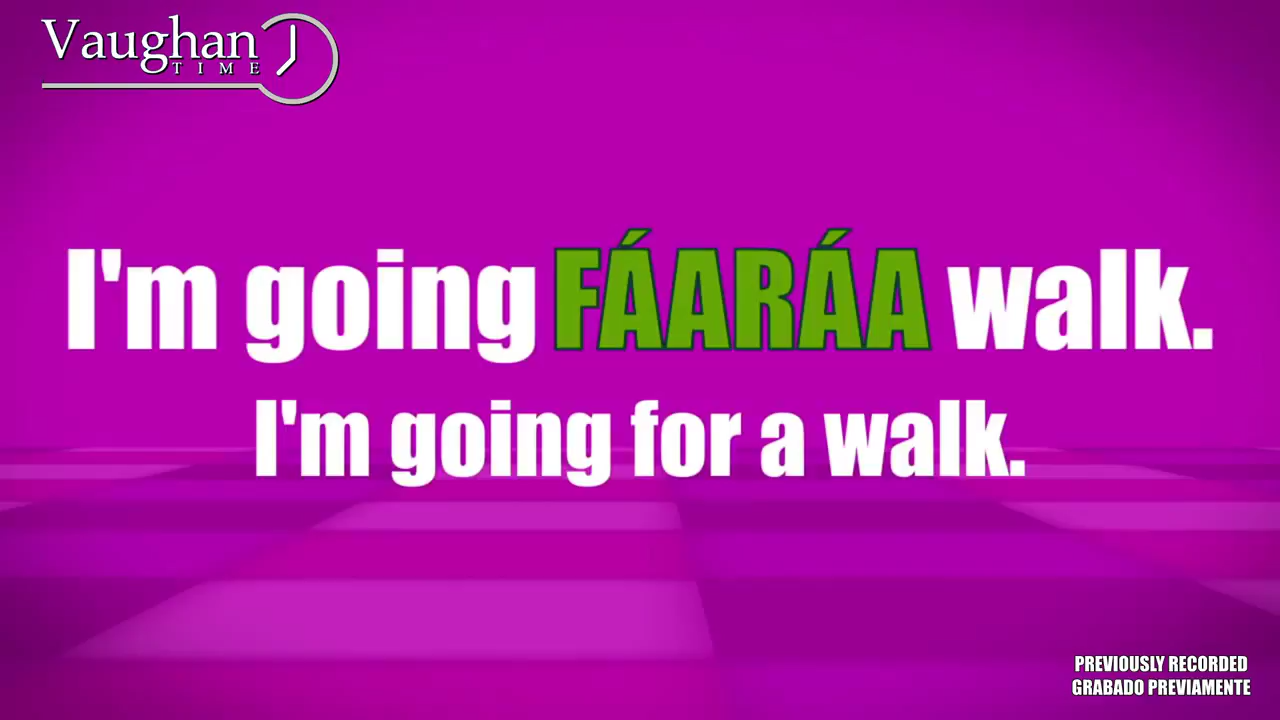 Vaughan
TIME
I'm going FÁARÁA walk.
I'm going for a walk.
PREVIOUSLY RECORDED
GRABADO PREVIAMENTE